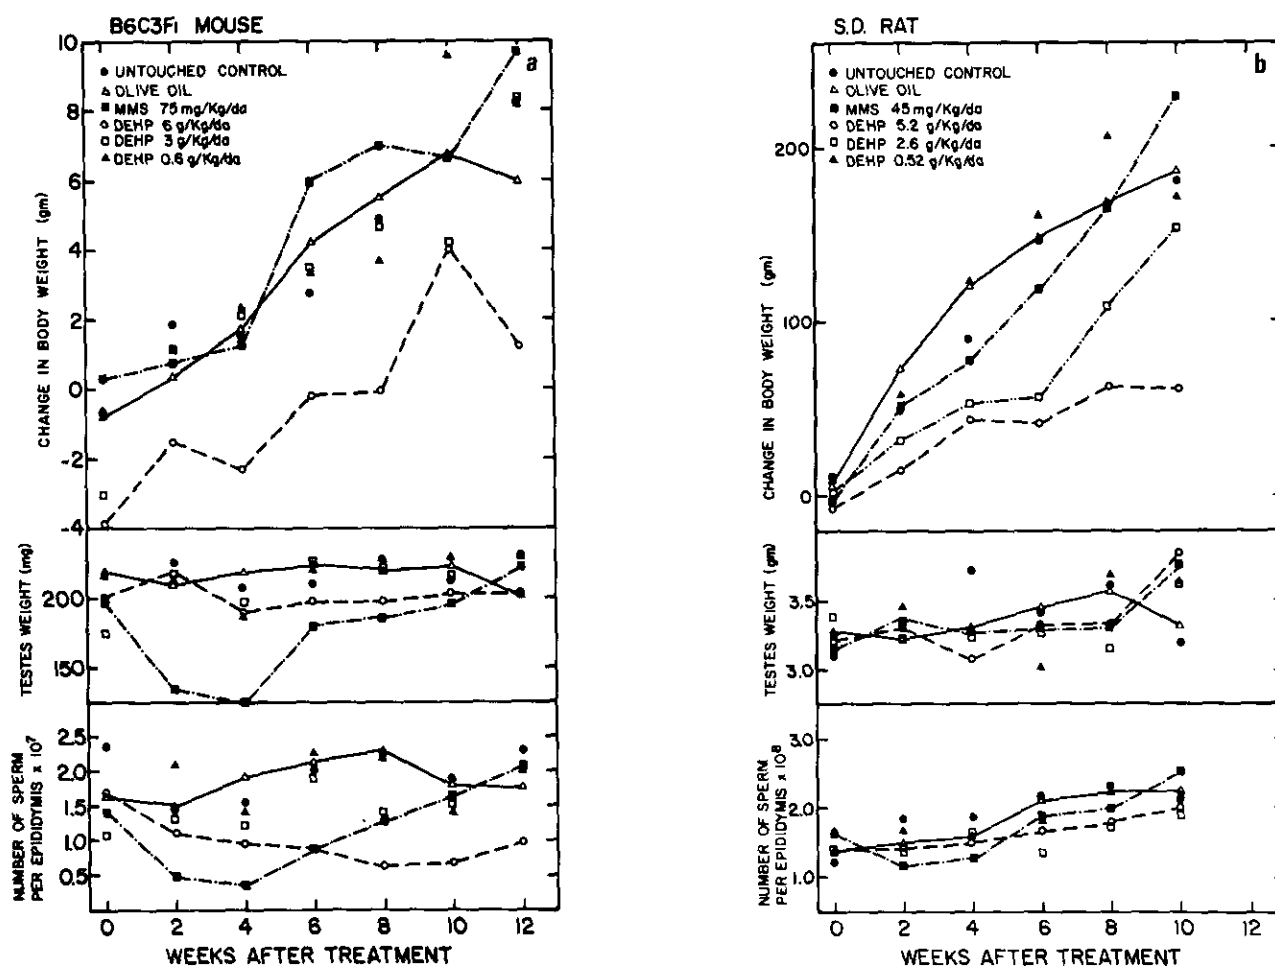 B6C3F1 MOUSE
a
● UNTOUCHED CONTROL
△ OLIVE OIL
■ MMS 75 mg/Kg/da
○ DEHP 6 g/Kg/da
□ DEHP 3 g/Kg/da
▲ DEHP 0.6 g/Kg/da
CHANGE IN BODY WEIGHT (gm)
10
8
6
4
2
0
-2
-4
TESTES WEIGHT (mg)
200
150
NUMBER OF SPERM
PER EPIDIDYMIS x 10⁷
2.5
2.0
1.5
1.0
0.5
0 2 4 6 8 10 12
WEEKS AFTER TREATMENT
S.D. RAT
b
● UNTOUCHED CONTROL
△ OLIVE OIL
■ MMS 45 mg/Kg/da
○ DEHP 5.2 g/Kg/da
□ DEHP 2.6 g/Kg/da
▲ DEHP 0.52 g/Kg/da
CHANGE IN BODY WEIGHT (gm)
200
100
0
TESTES WEIGHT (gm)
3.5
3.0
NUMBER OF SPERM
PER EPIDIDYMIS x 10⁸
3.0
2.0
1.0
0 2 4 6 8 10
WEEKS AFTER TREATMENT